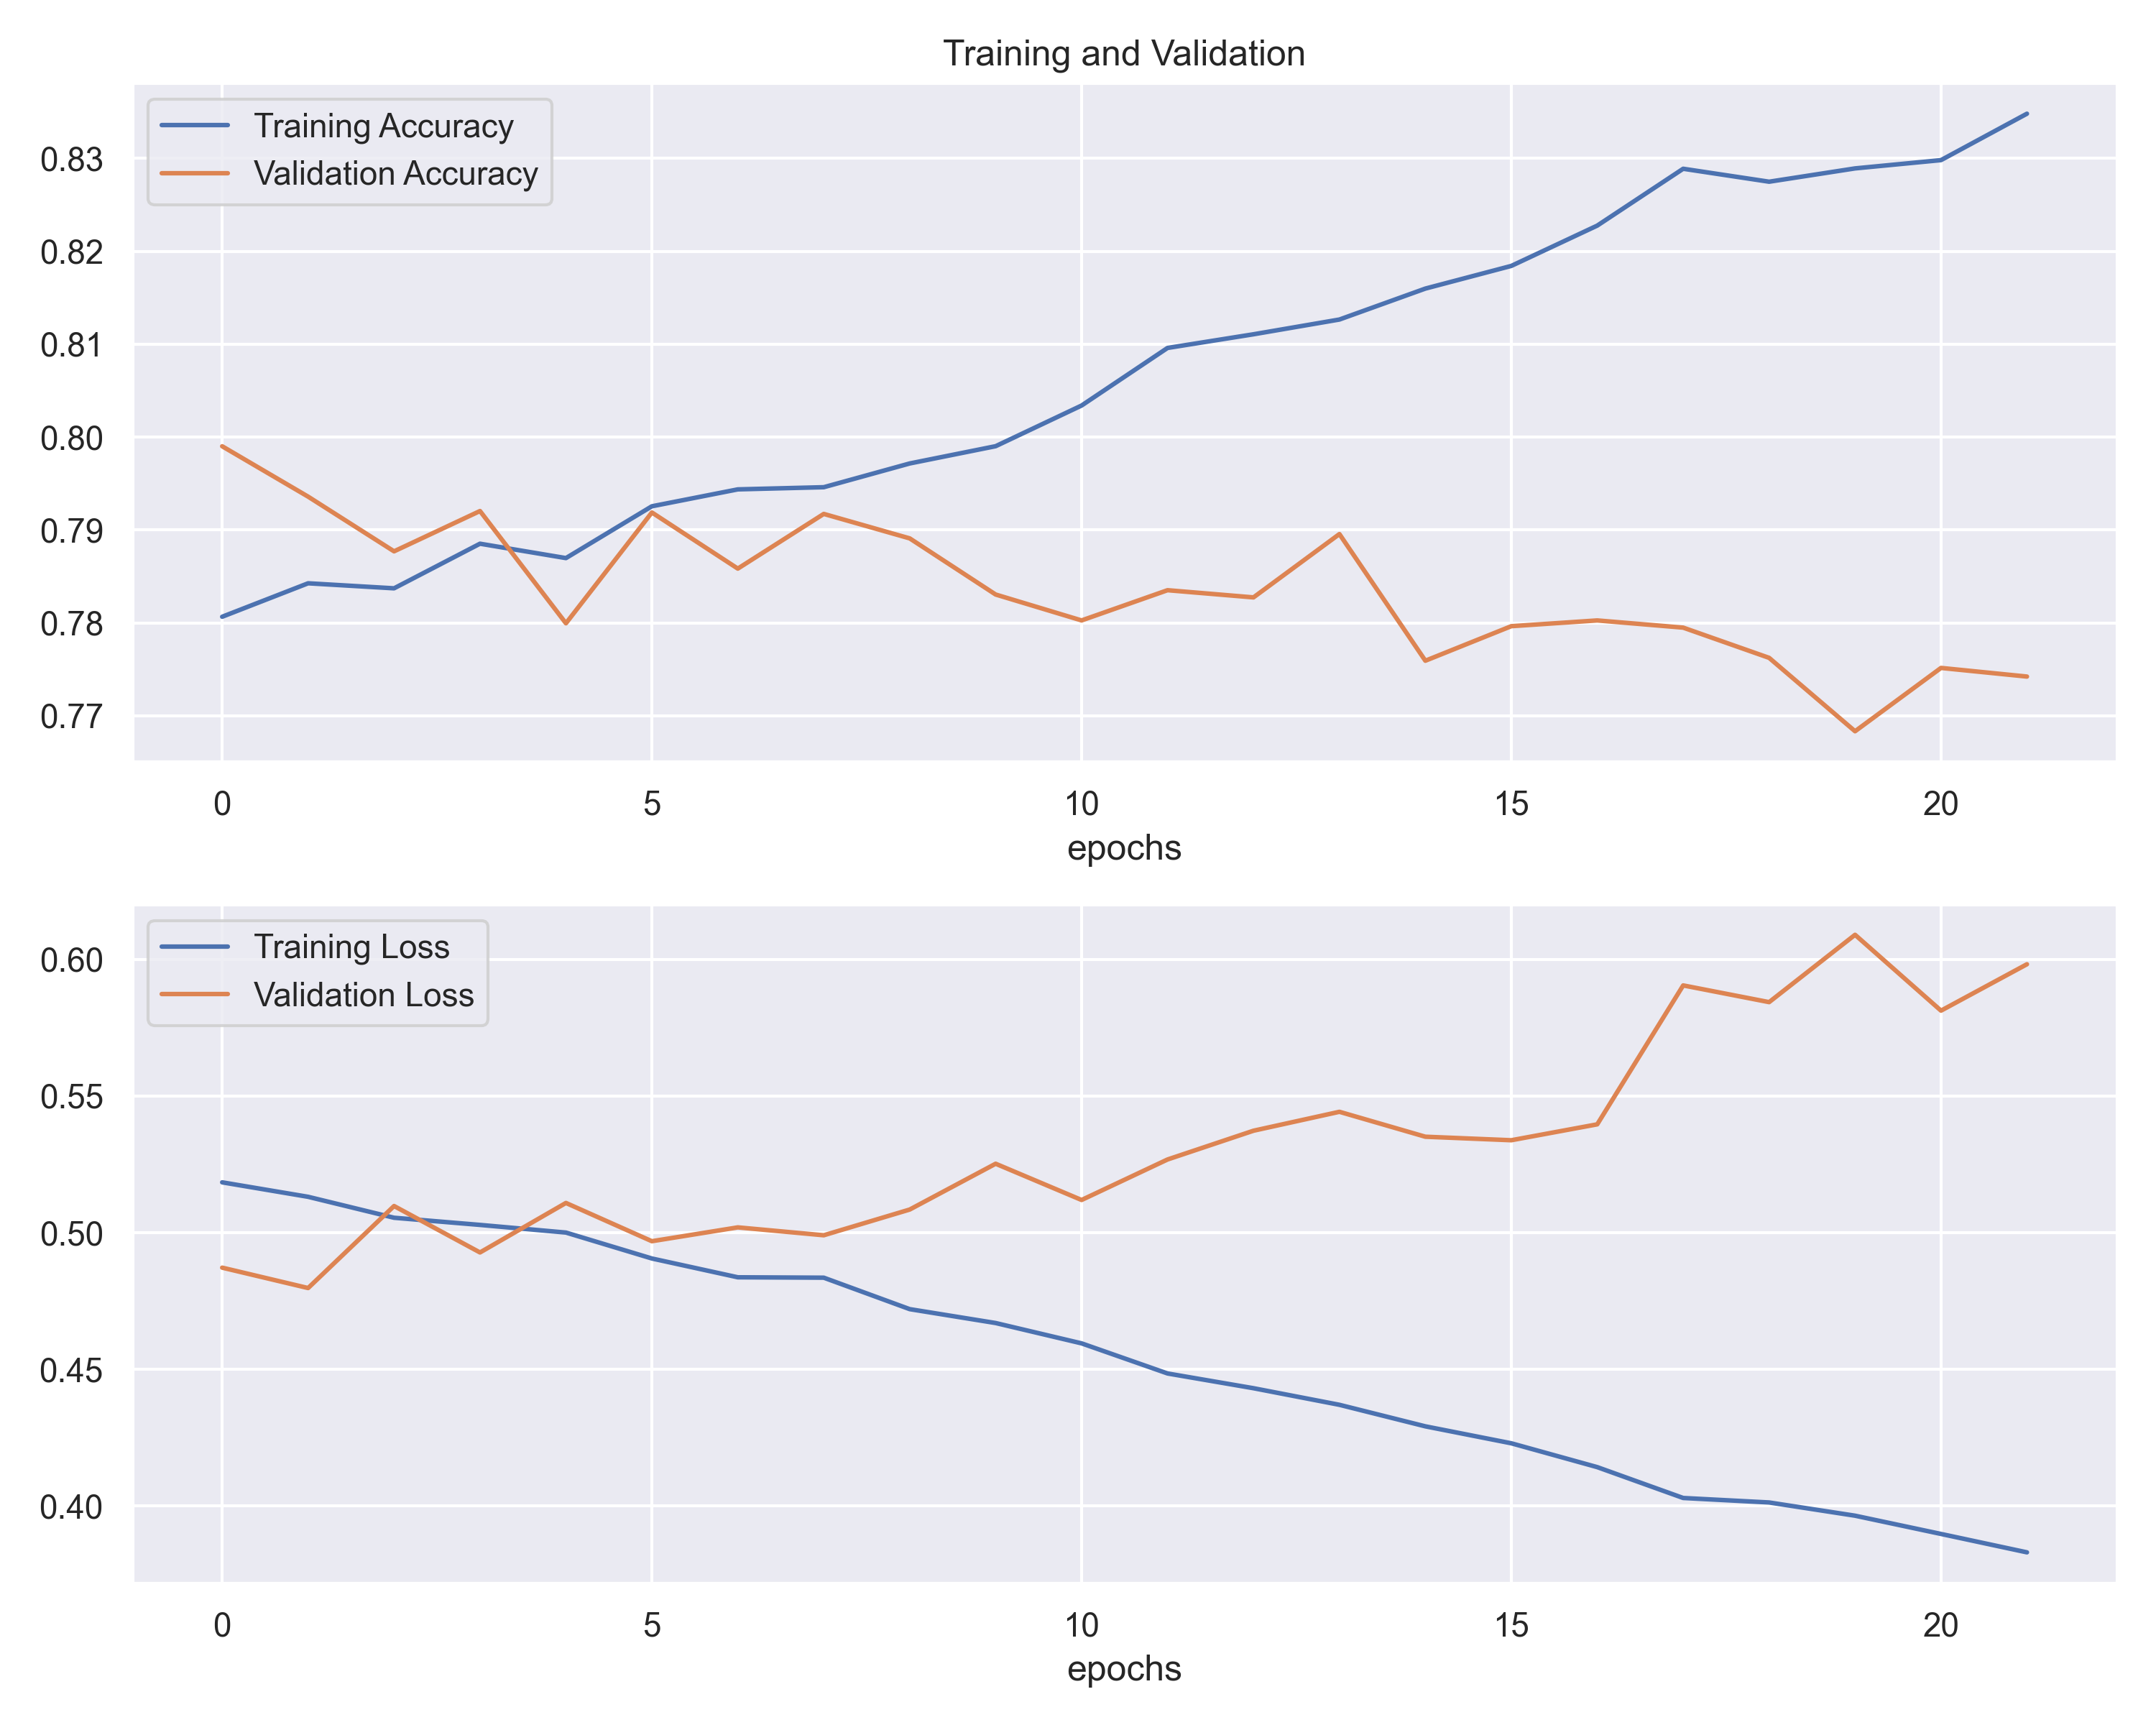 Training and Validation
Training Accuracy
Validation Accuracy
0.83
0.82
0.81
0.80
0.79
0.78
0.77
0 5 10 15 20
epochs
Training Loss
Validation Loss
0.60
0.55
0.50
0.45
0.40
0 5 10 15 20
epochs